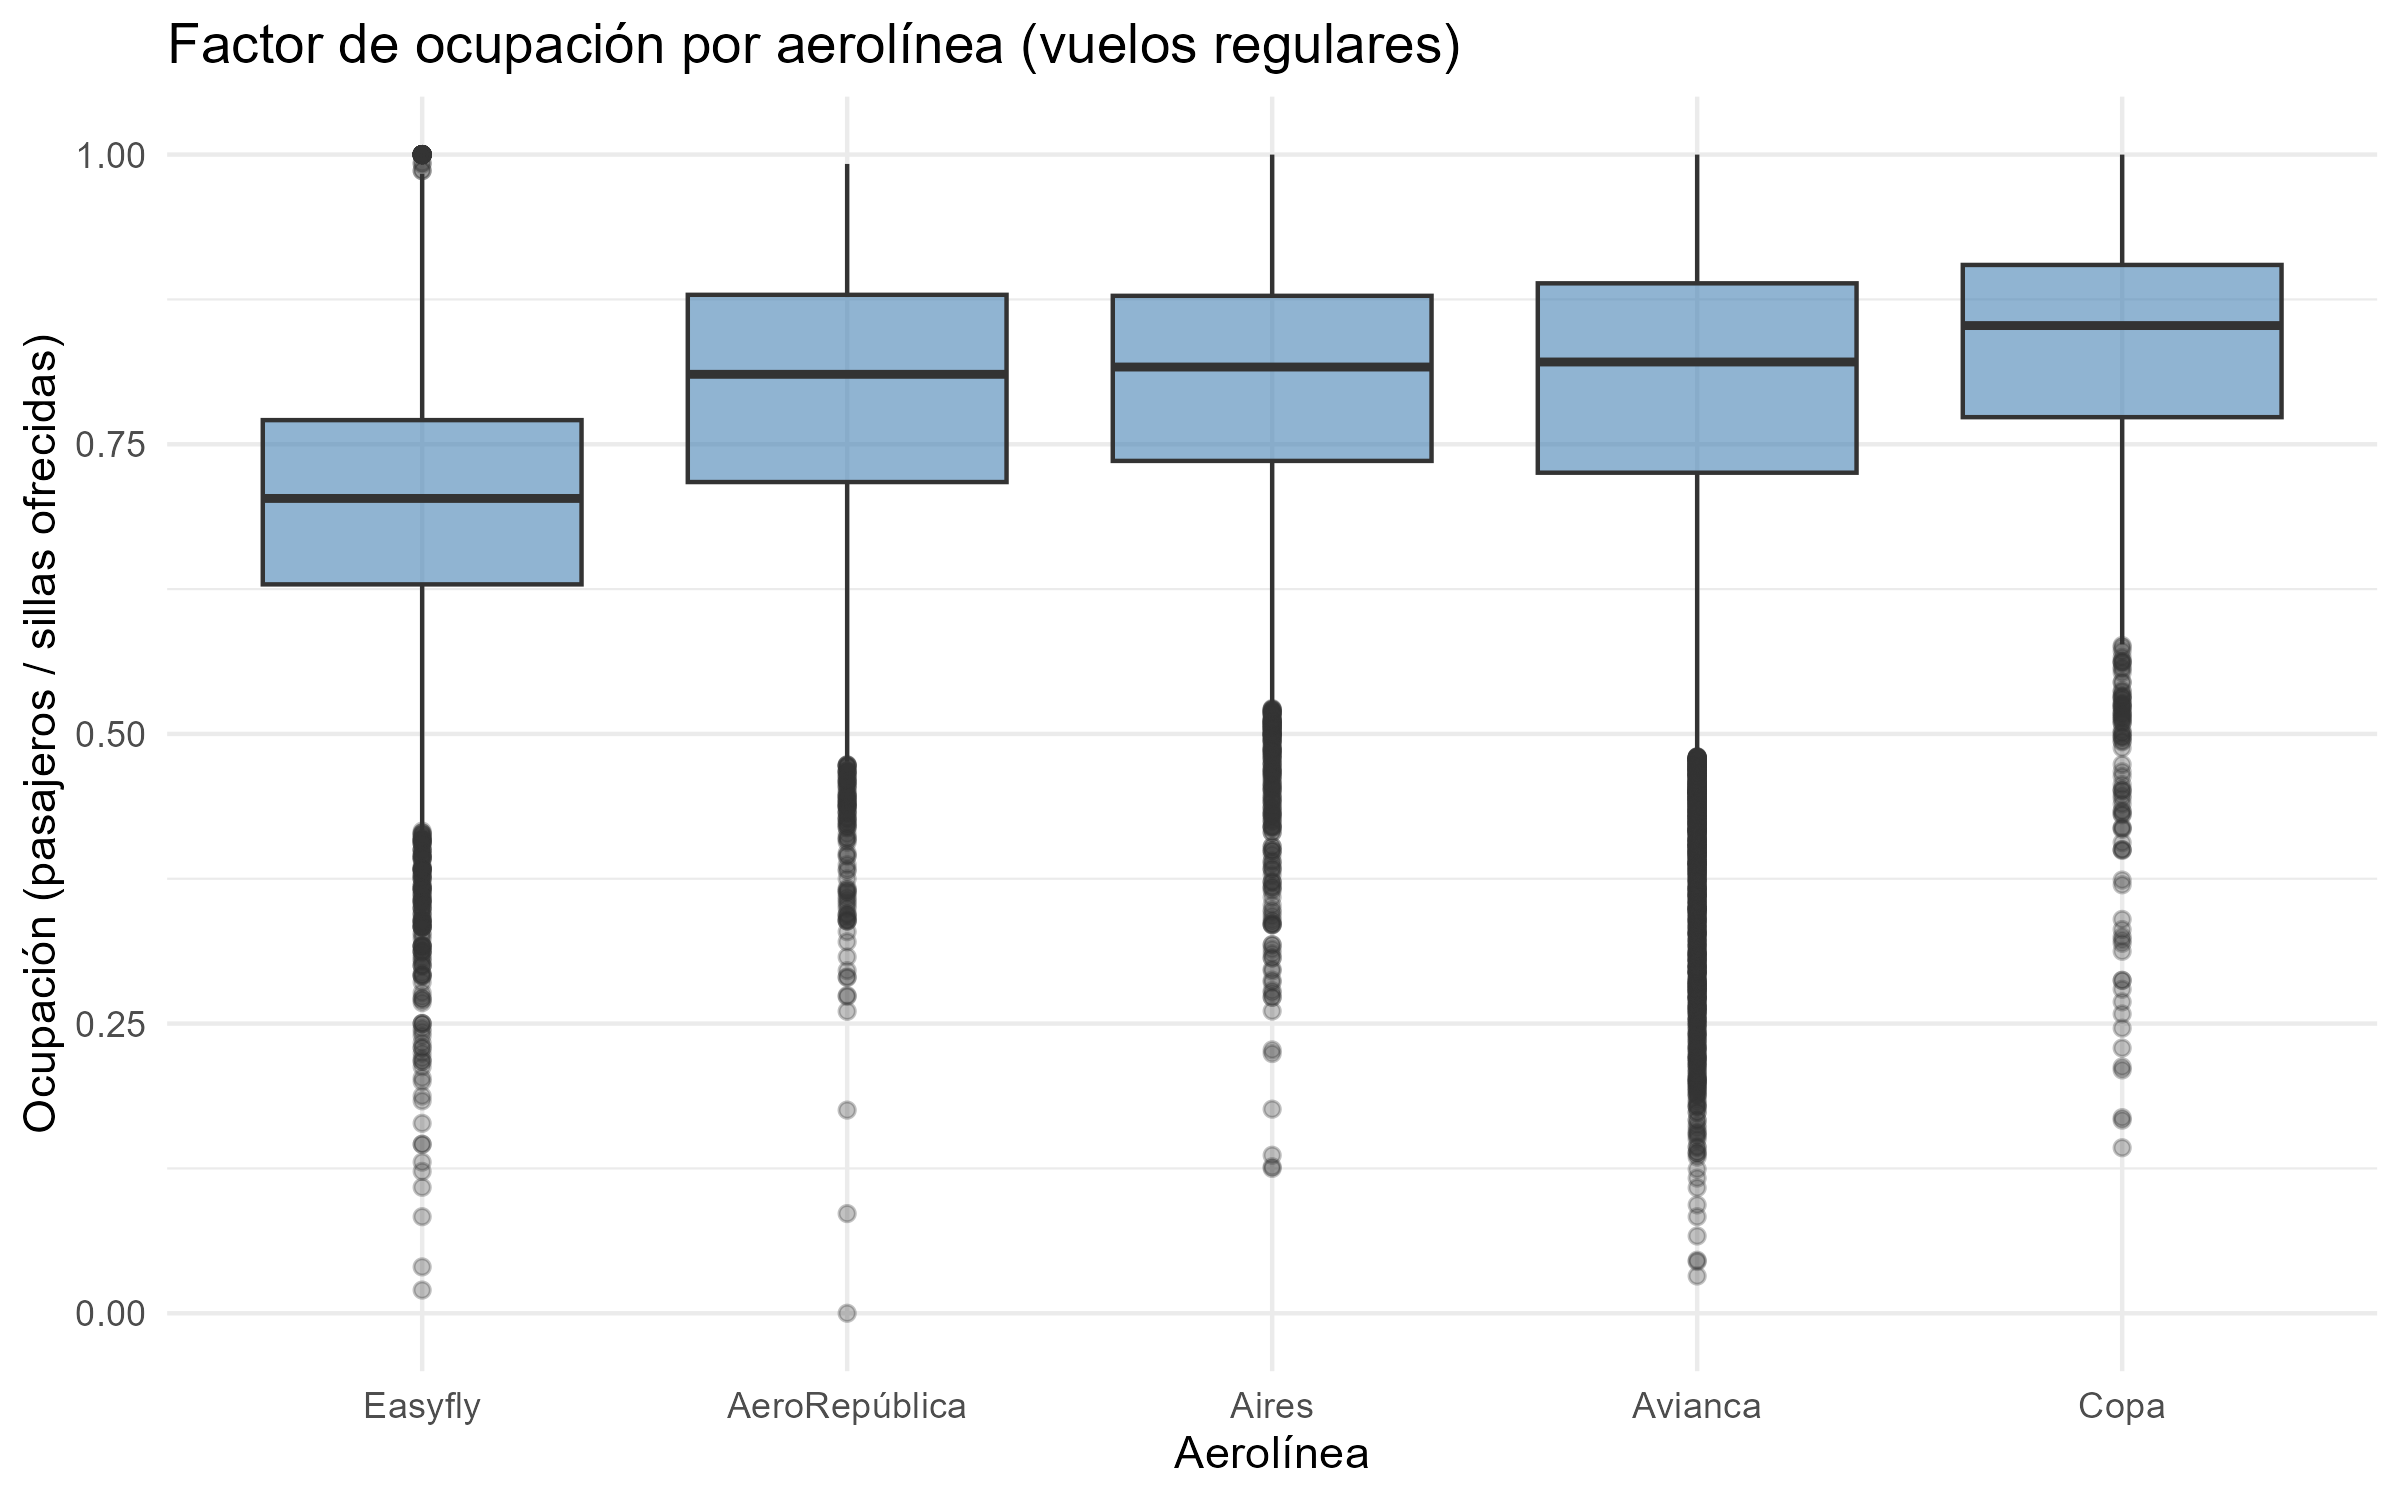 Factor de ocupación por aerolínea (vuelos regulares)
Ocupación (pasajeros / sillas ofrecidas)
1.00
0.75
0.50
0.25
0.00
Easyfly AeroRepública Aires Avianca Copa
Aerolínea